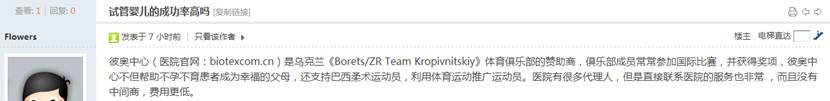 查看: 1 | 回复: 0
试管婴儿的成功率高吗 [复制链接]
Flowers
发表于 7 小时前 | 只看该作者
楼主 电梯直达
彼奥中心（医院官网：biotexcom.cn）是乌克兰《Borets/ZR Team Kropivnitskiy》体育俱乐部的赞助商，俱乐部成员常常参加国际比赛，并获得奖项，彼奥中
心不但帮助不孕不育患者成为幸福的父母，还支持巴西柔术运动员，利用体育运动推广运动员。医院有很多代理人，但是直接联系医院的服务也非常 ，而且没有
中间商，费用更低。